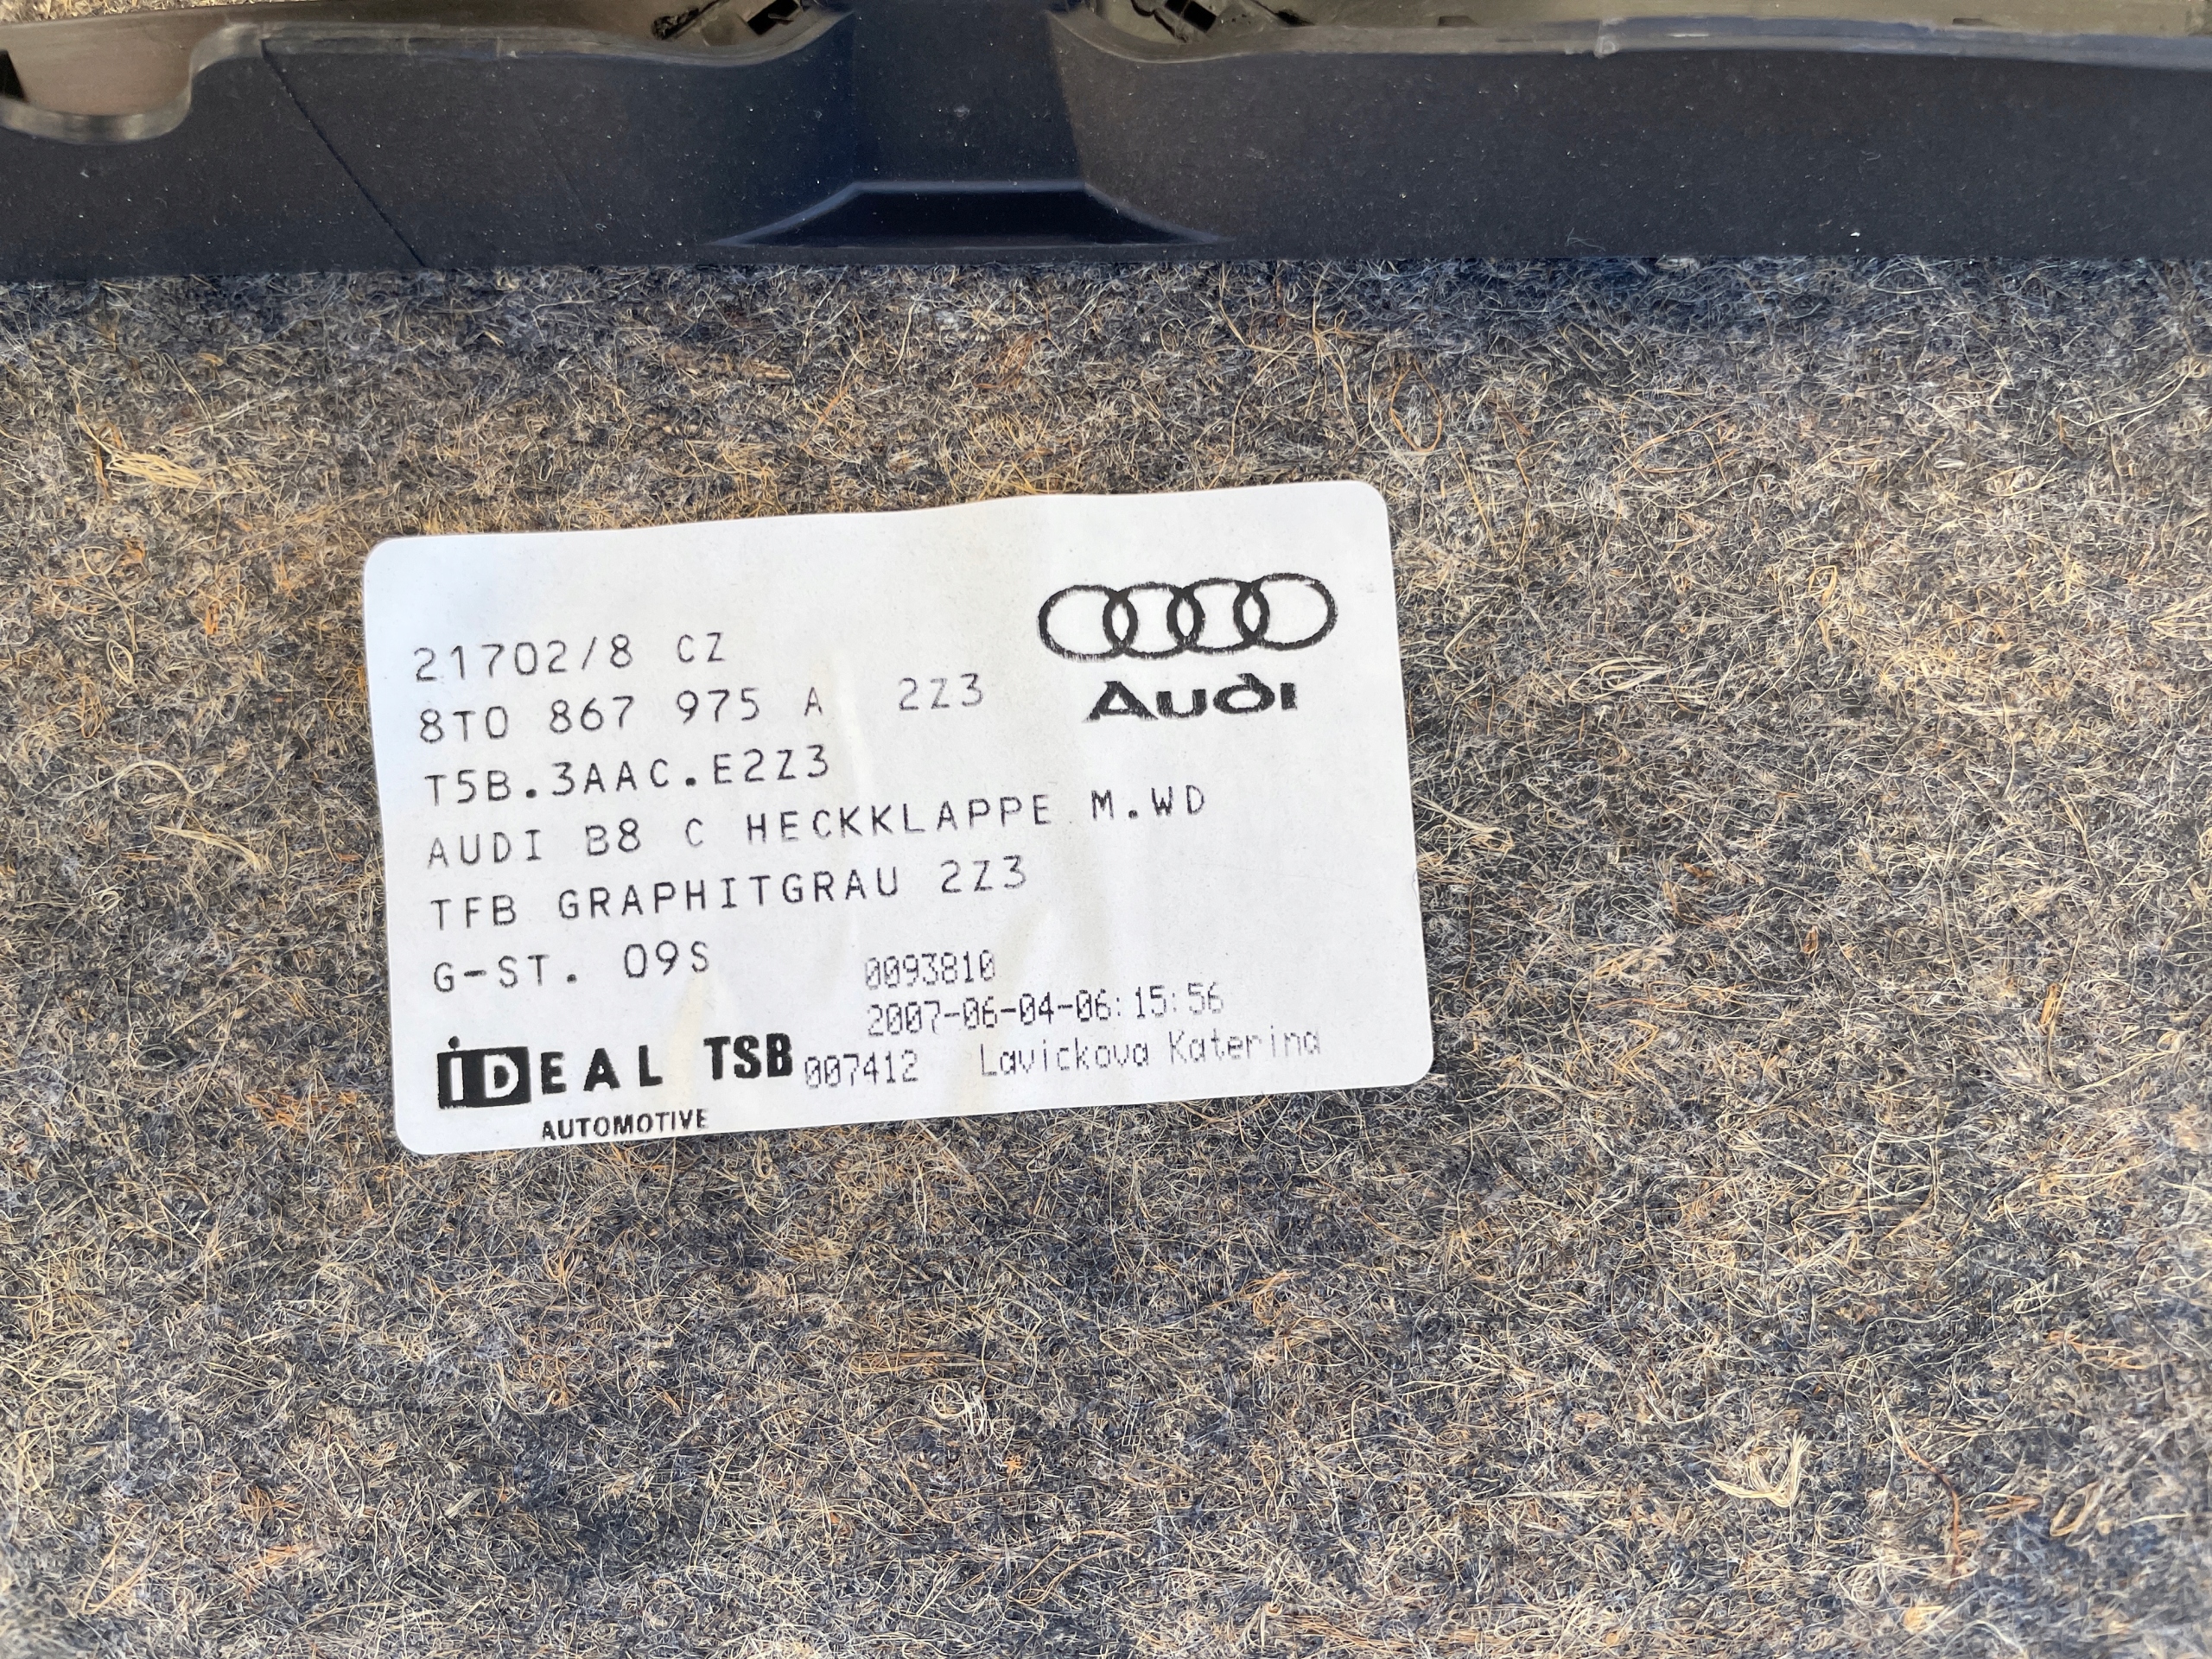 21702/8 CZ
8T0 867 975 A 2Z3
Audi
T5B.3AAC.E2Z3
AUDI B8 C HECKKLAPPE M.WD
TFB GRAPHITGRAU 2Z3
G-ST. 09S
0093810
2007-06-04-06:15:56
iDEAL TSB 007412 Lavickova Katerina
AUTOMOTIVE